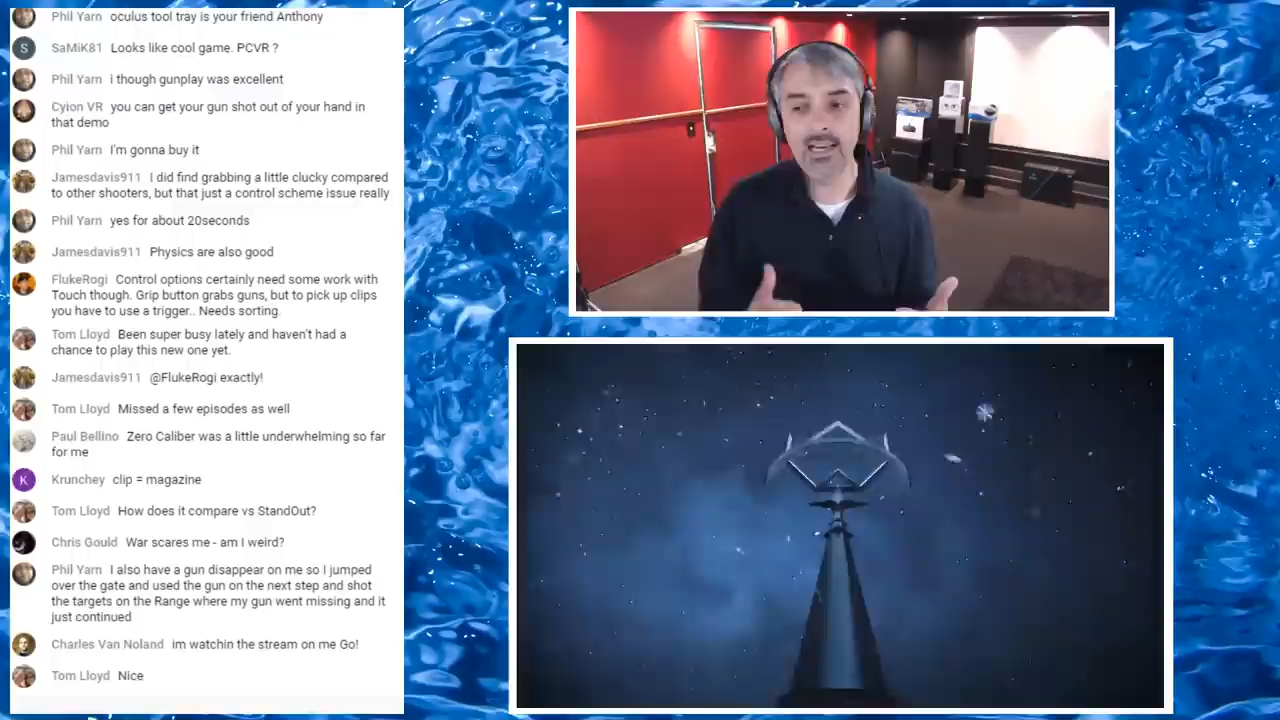 Phil Yarn oculus tool tray is your friend Anthony
S SaMiK81 Looks like cool game. PCVR ?
Phil Yarn i though gunplay was excellent
Cyion VR you can get your gun shot out of your hand in
that demo
Phil Yarn I'm gonna buy it
Jamesdavis911 I did find grabbing a little clucky compared
to other shooters, but that just a control scheme issue really
Phil Yarn yes for about 20seconds
Jamesdavis911 Physics are also good
FlukeRogi Control options certainly need some work with
Touch though. Grip button grabs guns, but to pick up clips
you have to use a trigger.. Needs sorting.
Tom Lloyd Been super busy lately and haven't had a
chance to play this new one yet.
Jamesdavis911 @FlukeRogi exactly!
Tom Lloyd Missed a few episodes as well
Paul Bellino Zero Caliber was a little underwhelming so far
for me
K Krunchey clip = magazine
Tom Lloyd How does it compare vs StandOut?
Chris Gould War scares me - am I weird?
Phil Yarn I also have a gun disappear on me so I jumped
over the gate and used the gun on the next step and shot
the targets on the Range where my gun went missing and it
just continued
Charles Van Noland im watchin the stream on me Go!
Tom Lloyd Nice